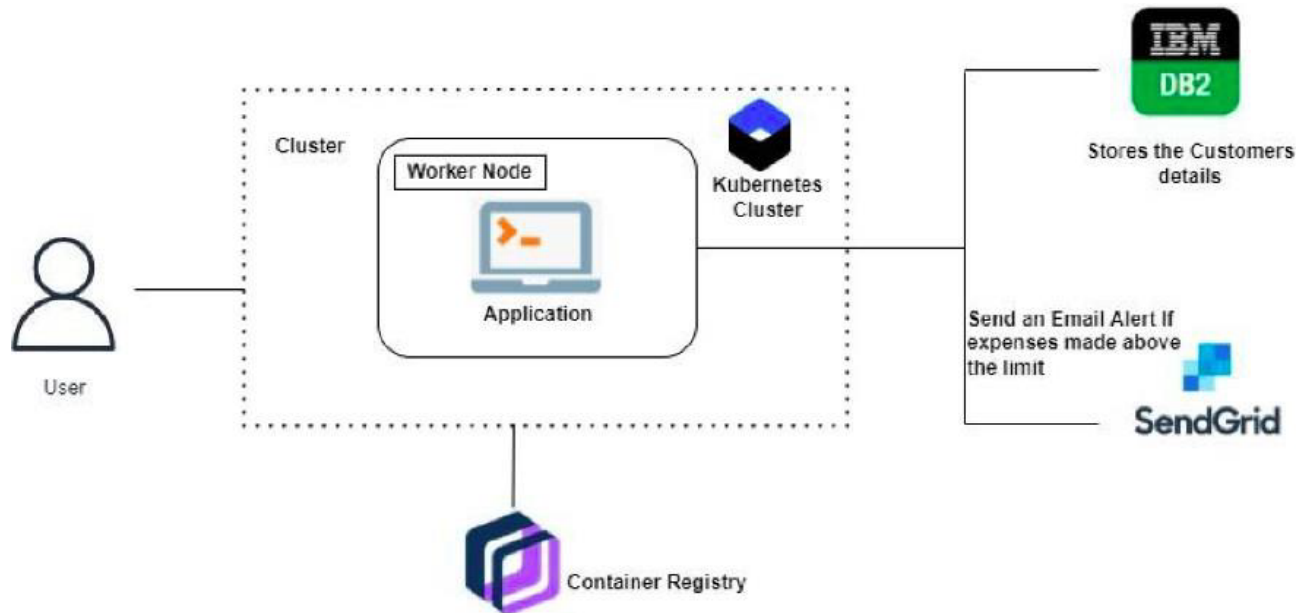 IBM
DB2
Stores the Customers
details
Cluster
Worker Node
Kubernetes
Cluster
Application
User
Send an Email Alert If
expenses made above
the limit
SendGrid
Container Registry